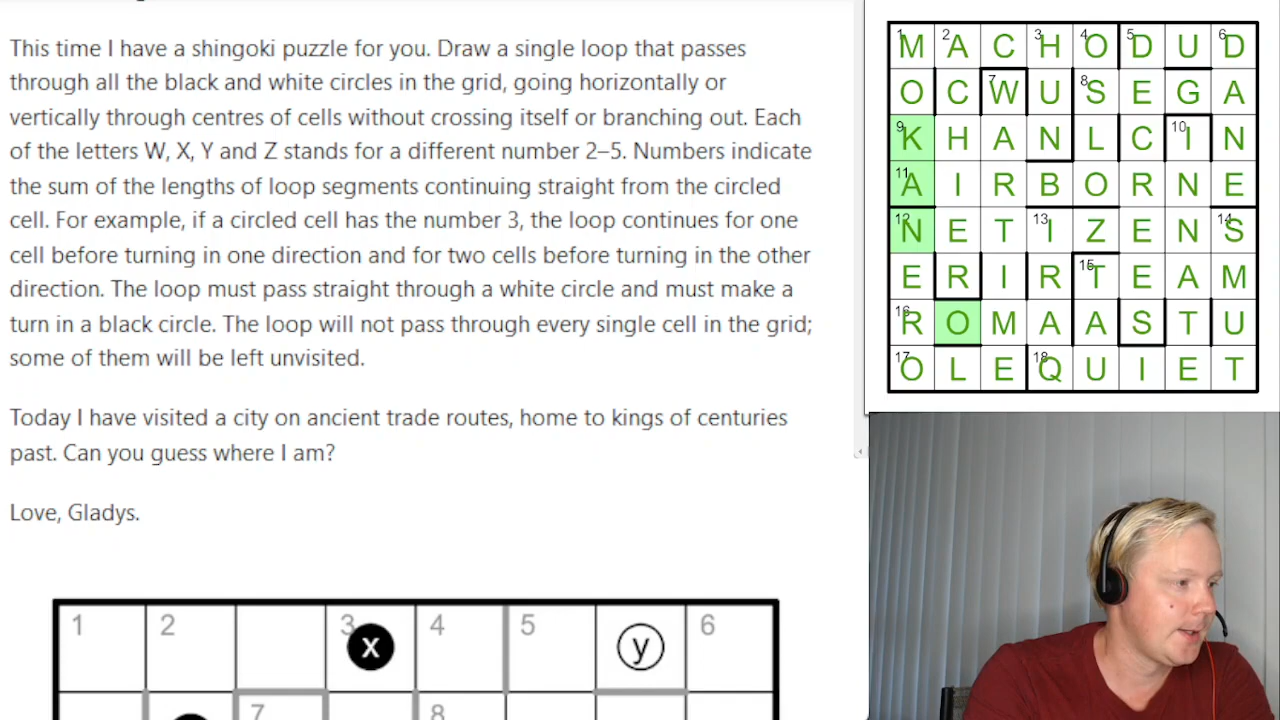 This time I have a shingoki puzzle for you. Draw a single loop that passes
through all the black and white circles in the grid, going horizontally or
vertically through centres of cells without crossing itself or branching out. Each
of the letters W, X, Y and Z stands for a different number 2–5. Numbers indicate
the sum of the lengths of loop segments continuing straight from the circled
cell. For example, if a circled cell has the number 3, the loop continues for one
cell before turning in one direction and for two cells before turning in the other
direction. The loop must pass straight through a white circle and must make a
turn in a black circle. The loop will not pass through every single cell in the grid;
some of them will be left unvisited.
Today I have visited a city on ancient trade routes, home to kings of centuries
past. Can you guess where I am?
Love, Gladys.
1 2 3 x 4 5 y 6
7 8
1 M 2 A C 3 H 4 O 5 D U 6 D
O C 7 W U 8 S E G A
9 K H A N L C 10 I N
11 A I R B O R N E
12 N E T 13 I Z E N 14 S
E R I R 15 T E A M
16 R O M A A S T U
17 O L E 18 Q U I E T